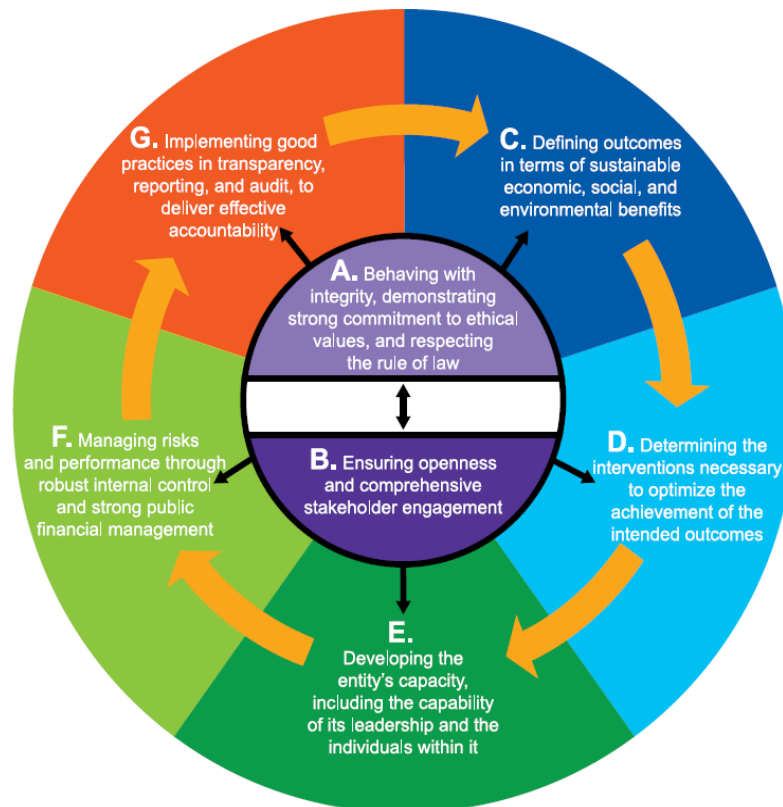 G. Implementing good
practices in transparency,
reporting, and audit, to
deliver effective
accountability
C. Defining outcomes
in terms of sustainable
economic, social, and
environmental benefits
A. Behaving with
integrity, demonstrating
strong commitment to ethical
values, and respecting
the rule of law
F. Managing risks
and performance through
robust internal control
and strong public
financial management
B. Ensuring openness
and comprehensive
stakeholder engagement
D. Determining the
interventions necessary
to optimize the
achievement of the
intended outcomes
E.
Developing the
entity's capacity,
including the capability
of its leadership and the
individuals within it